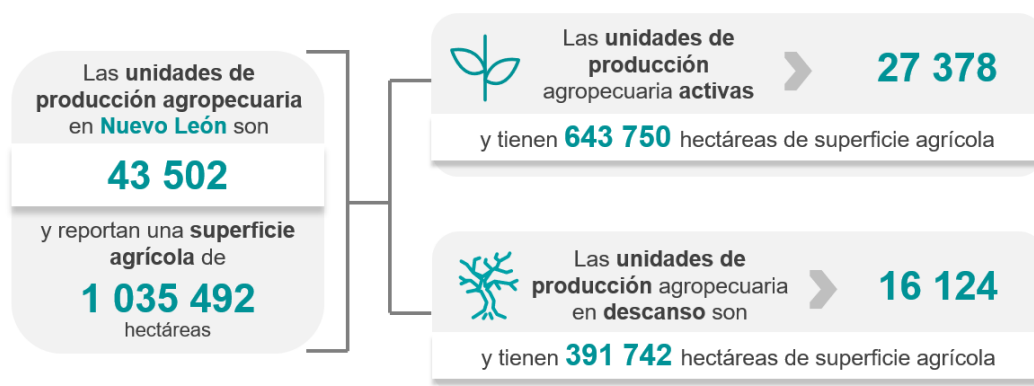 Las unidades de
producción agropecuaria
en Nuevo León son
43 502
y reportan una superficie
agrícola de
1 035 492
hectáreas
Las unidades de
producción
agropecuaria activas
27 378
y tienen 643 750 hectáreas de superficie agrícola
Las unidades de
producción agropecuaria
en descanso son
16 124
y tienen 391 742 hectáreas de superficie agrícola